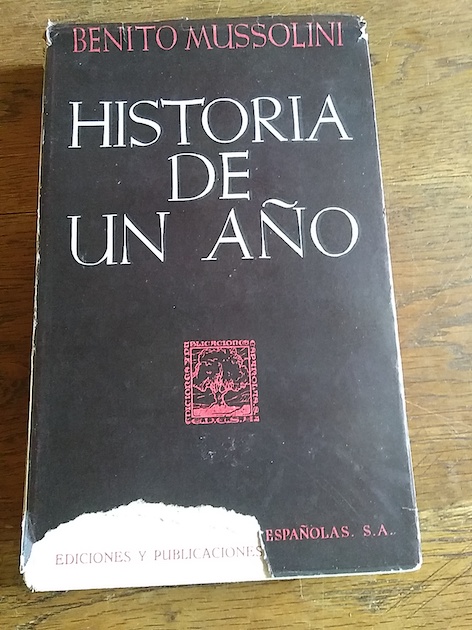 BENITO MUSSOLINI
HISTORIA
DE
UN AÑO
E.P.E.S.A.
ESPAÑOLAS. S.A.
EDICIONES Y PUBLICACIONES